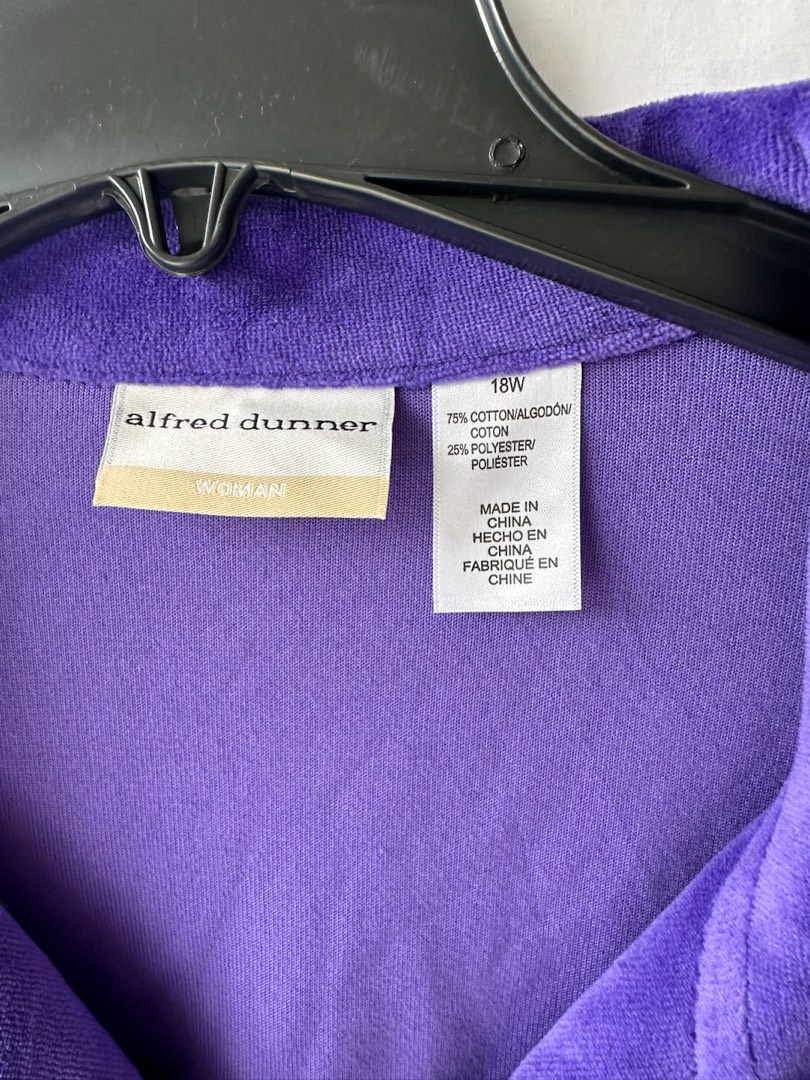 alfred dunner
WOMAN
18W
75% COTTON/ALGODÓN/
COTON
25% POLYESTER/
POLIÉSTER
MADE IN
CHINA
HECHO EN
CHINA
FABRIQUÉ EN
CHINE